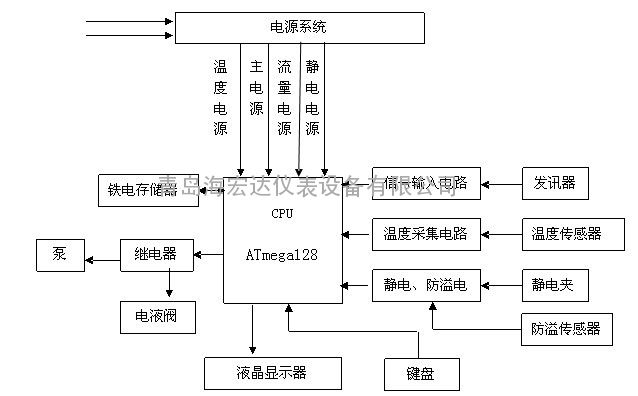 电源系统
温度电源
主电源
流量电源
静电电源
青岛海宏达仪表设备有限公司
铁电存储器
信号输入电路
发讯器
CPU
ATmega128
温度采集电路
温度传感器
泵
继电器
静电、防溢电
静电夹
电液阀
防溢传感器
液晶显示器
键盘